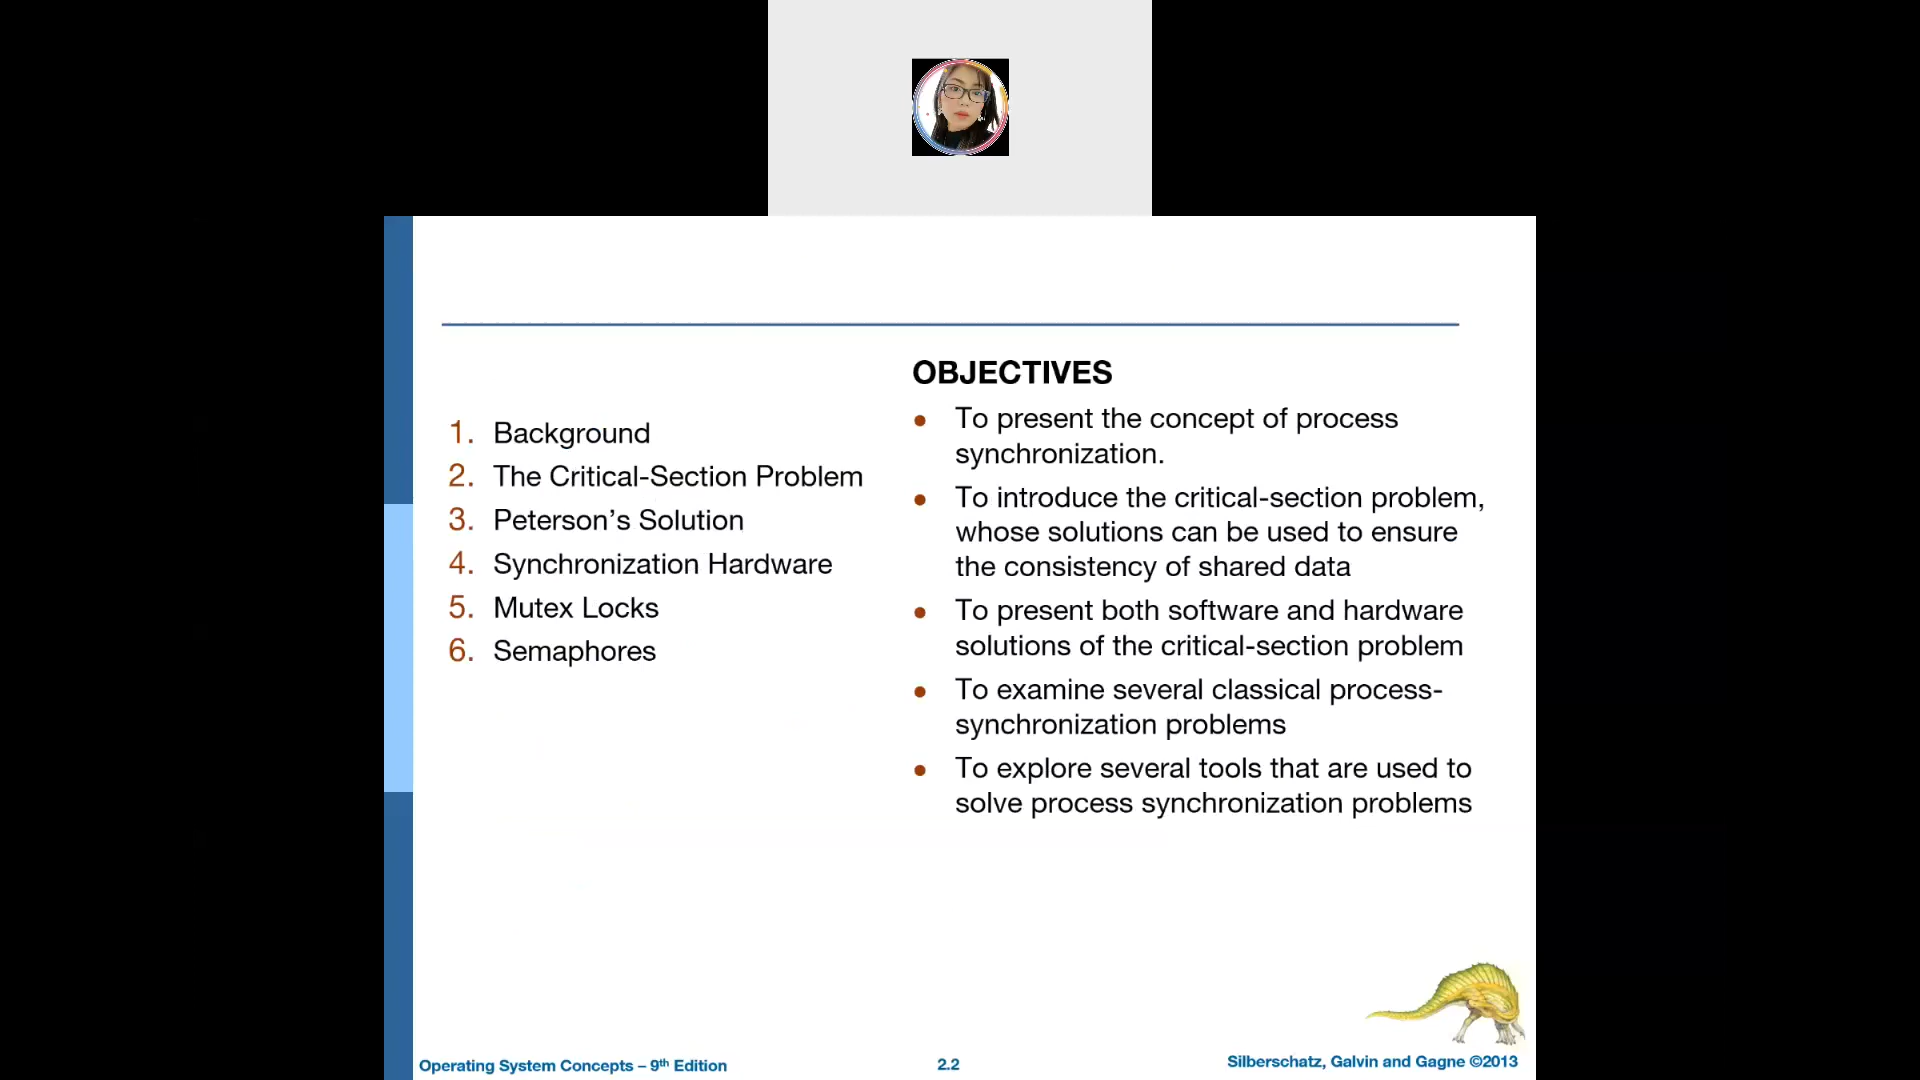 1. Background
2. The Critical-Section Problem
3. Peterson’s Solution
4. Synchronization Hardware
5. Mutex Locks
6. Semaphores
OBJECTIVES
● To present the concept of process
synchronization.
● To introduce the critical-section problem,
whose solutions can be used to ensure
the consistency of shared data
● To present both software and hardware
solutions of the critical-section problem
● To examine several classical process-
synchronization problems
● To explore several tools that are used to
solve process synchronization problems
Operating System Concepts – 9th Edition
2.2
Silberschatz, Galvin and Gagne ©2013